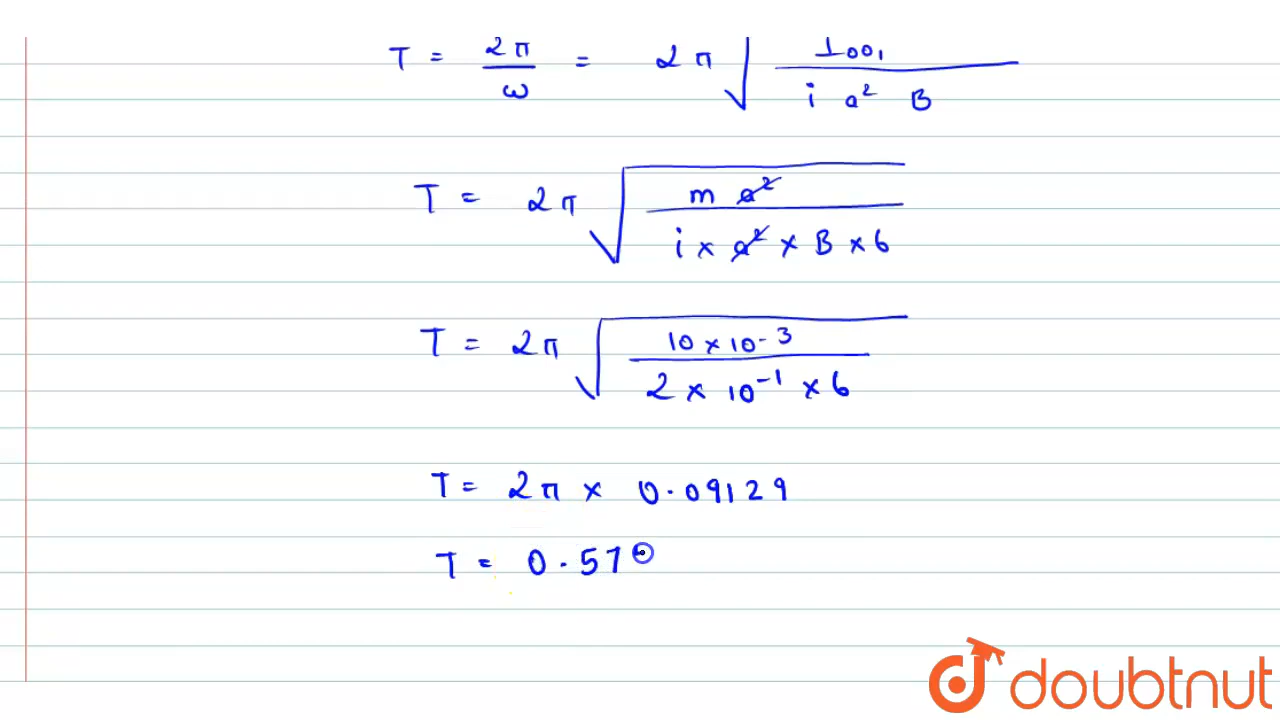 T = 2π/ω = 2π √(I001/(i a² B))
T = 2π √(m a²/(i × a² × B × 6))
T = 2π √(10 × 10-3/(2 × 10⁻¹ × 6))
T = 2π × 0.09129
T = 0.57
doubtnut